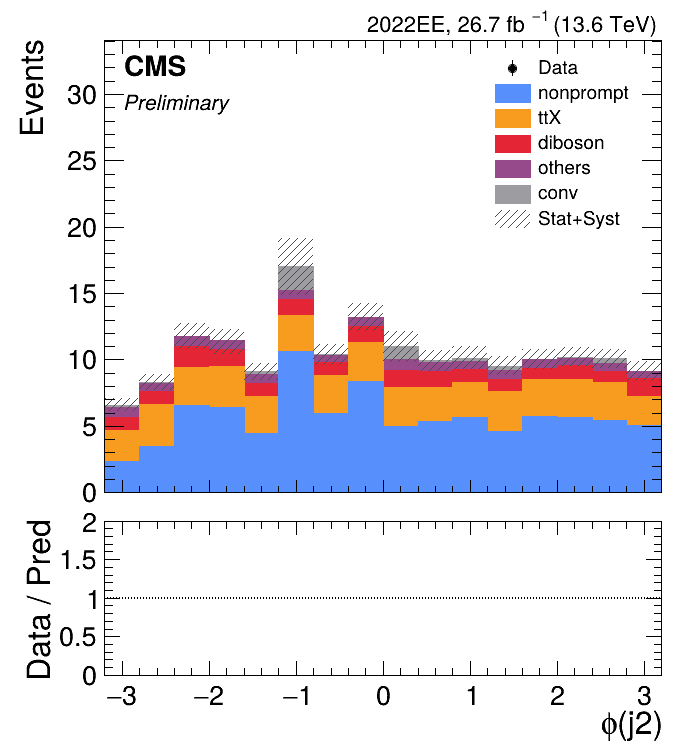 2022EE, 26.7 fb⁻¹ (13.6 TeV)
CMS
Preliminary
Data
nonprompt
ttX
diboson
others
conv
Stat+Syst
Events
30
25
20
15
10
5
0
Data / Pred
2
1.5
1
0.5
0
−3 −2 −1 0 1 2 3
ϕ(j2)